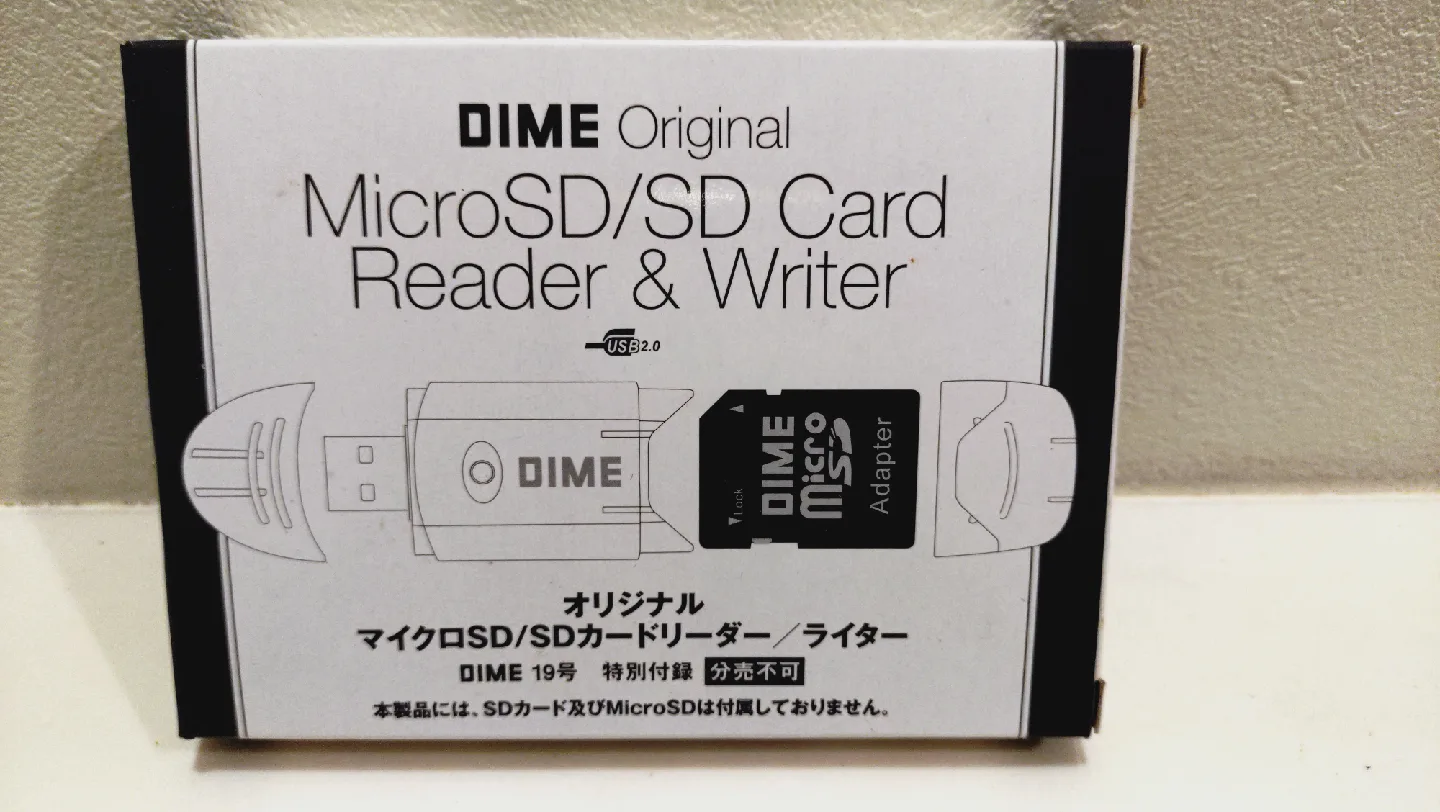 DIME Original
MicroSD/SD Card
Reader & Writer
USB2.0
DIME
Lock
DIME
micro
SD
Adapter
オリジナル
マイクロSD/SDカードリーダー／ライター
DIME 19号 特別付録 分売不可
本製品には、SDカード及びMicroSDは付属しておりません。